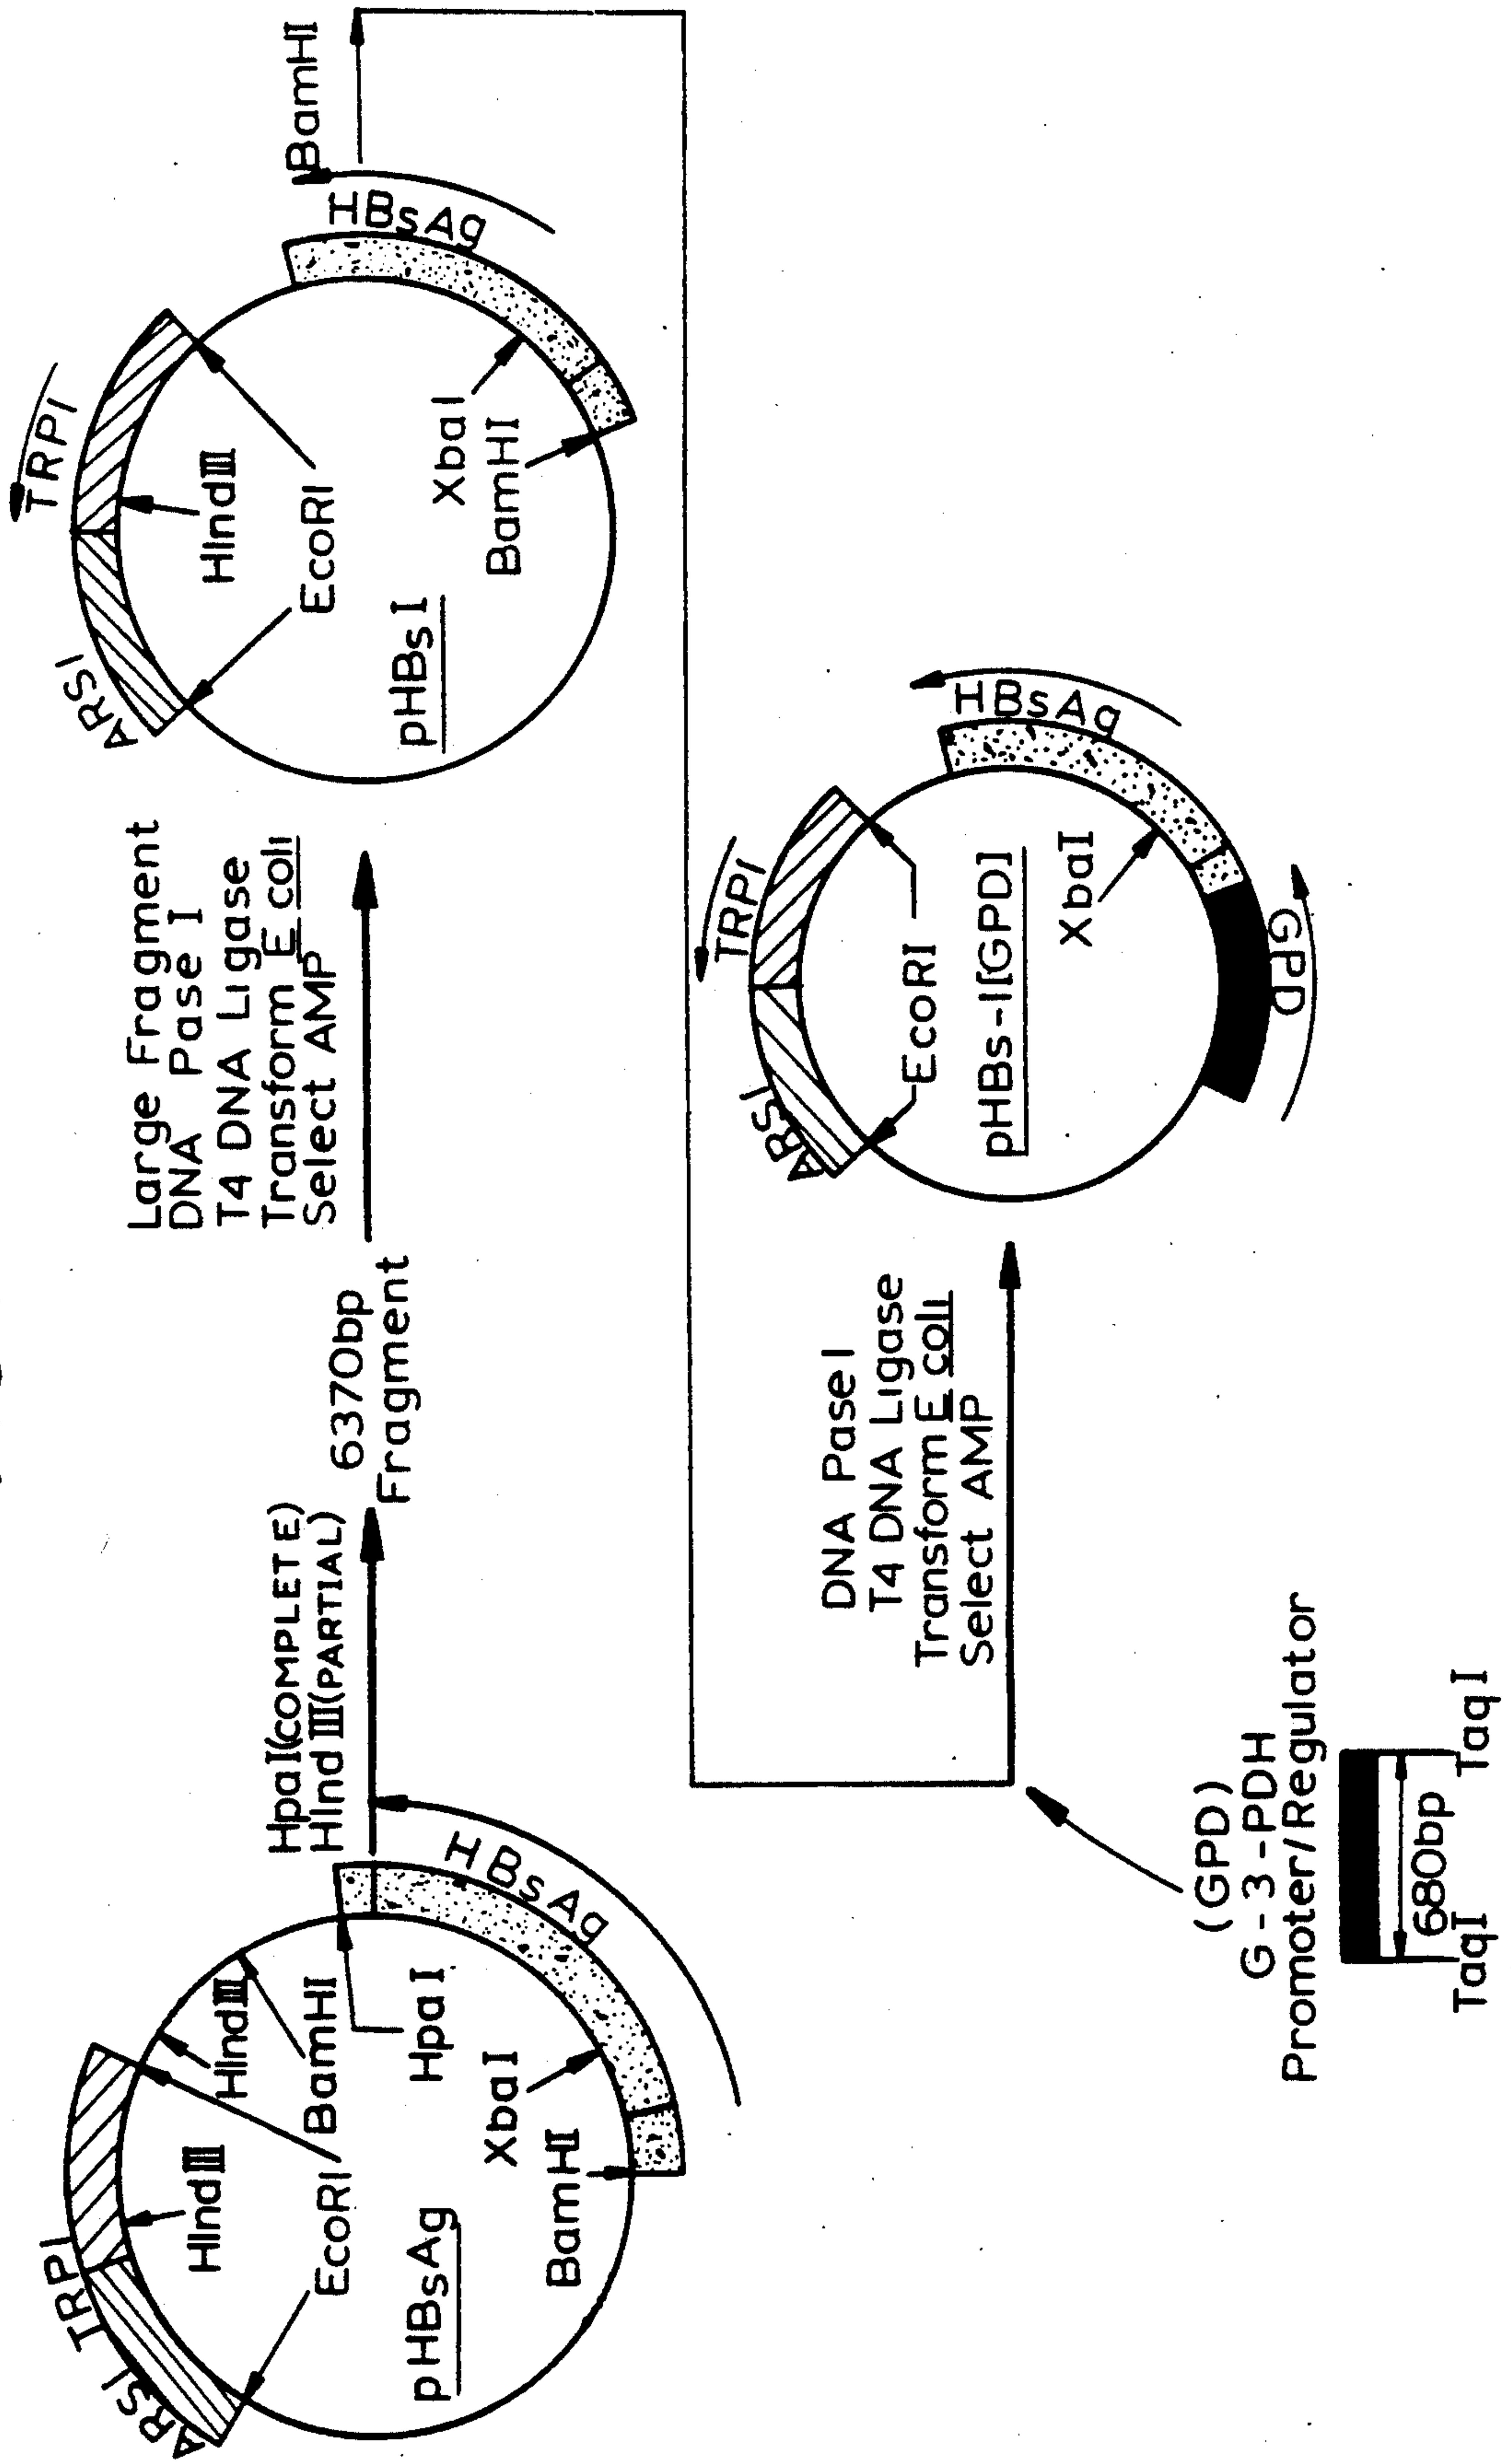 ARSI
TRPI
HIndIII
HIndIII
EcoRI
BamHI
HpaI
XbaI
BamHI
pHBsAg
HBsAg
HpaI(COMPLETE)
HIndIII(PARTIAL)
6370bp
Fragment
Large Fragment
DNA Pase I
T4 DNA Ligase
Transform E coli
Select AMP
ARSI
TRPI
HIndIII
EcoRI
XbaI
BamHI
pHBsI
HBsAg
BamHI
(GPD)
G-3-PDH
Promoter/Regulator
680bp
TaqI
TaqI
DNA PaseI
T4 DNA Ligase
Transform E coli
Select AMP
ARSI
TRPI
EcoRI
pHBs-I[GPD]
XbaI
HBsAg
GPD